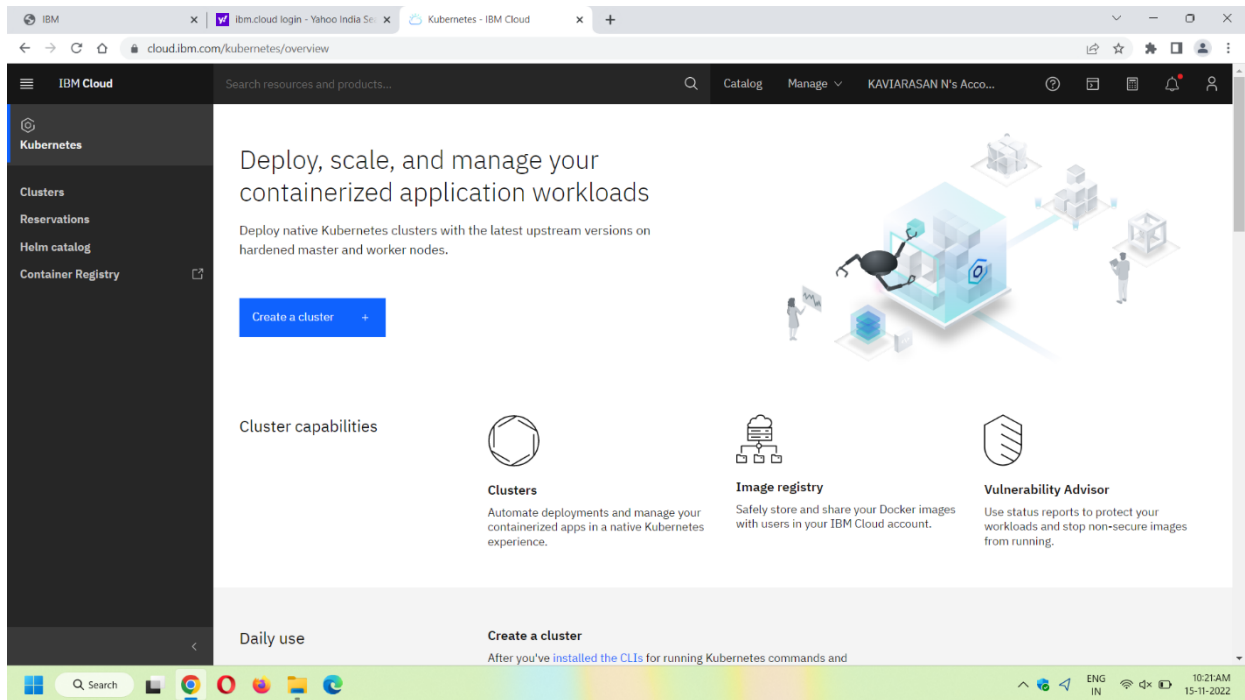 IBM
ibm.cloud login - Yahoo India Se
Kubernetes - IBM Cloud
cloud.ibm.com/kubernetes/overview
IBM Cloud
Search resources and products...
Catalog
Manage
KAVIARASAN N's Acco...
Kubernetes
Clusters
Reservations
Helm catalog
Container Registry
Deploy, scale, and manage your
containerized application workloads
Deploy native Kubernetes clusters with the latest upstream versions on
hardened master and worker nodes.
Create a cluster +
Cluster capabilities
Clusters
Automate deployments and manage your
containerized apps in a native Kubernetes
experience.
Image registry
Safely store and share your Docker images
with users in your IBM Cloud account.
Vulnerability Advisor
Use status reports to protect your
workloads and stop non-secure images
from running.
Daily use
Create a cluster
After you've installed the CLIs for running Kubernetes commands and
Search
ENG
IN
10:21AM
15-11-2022